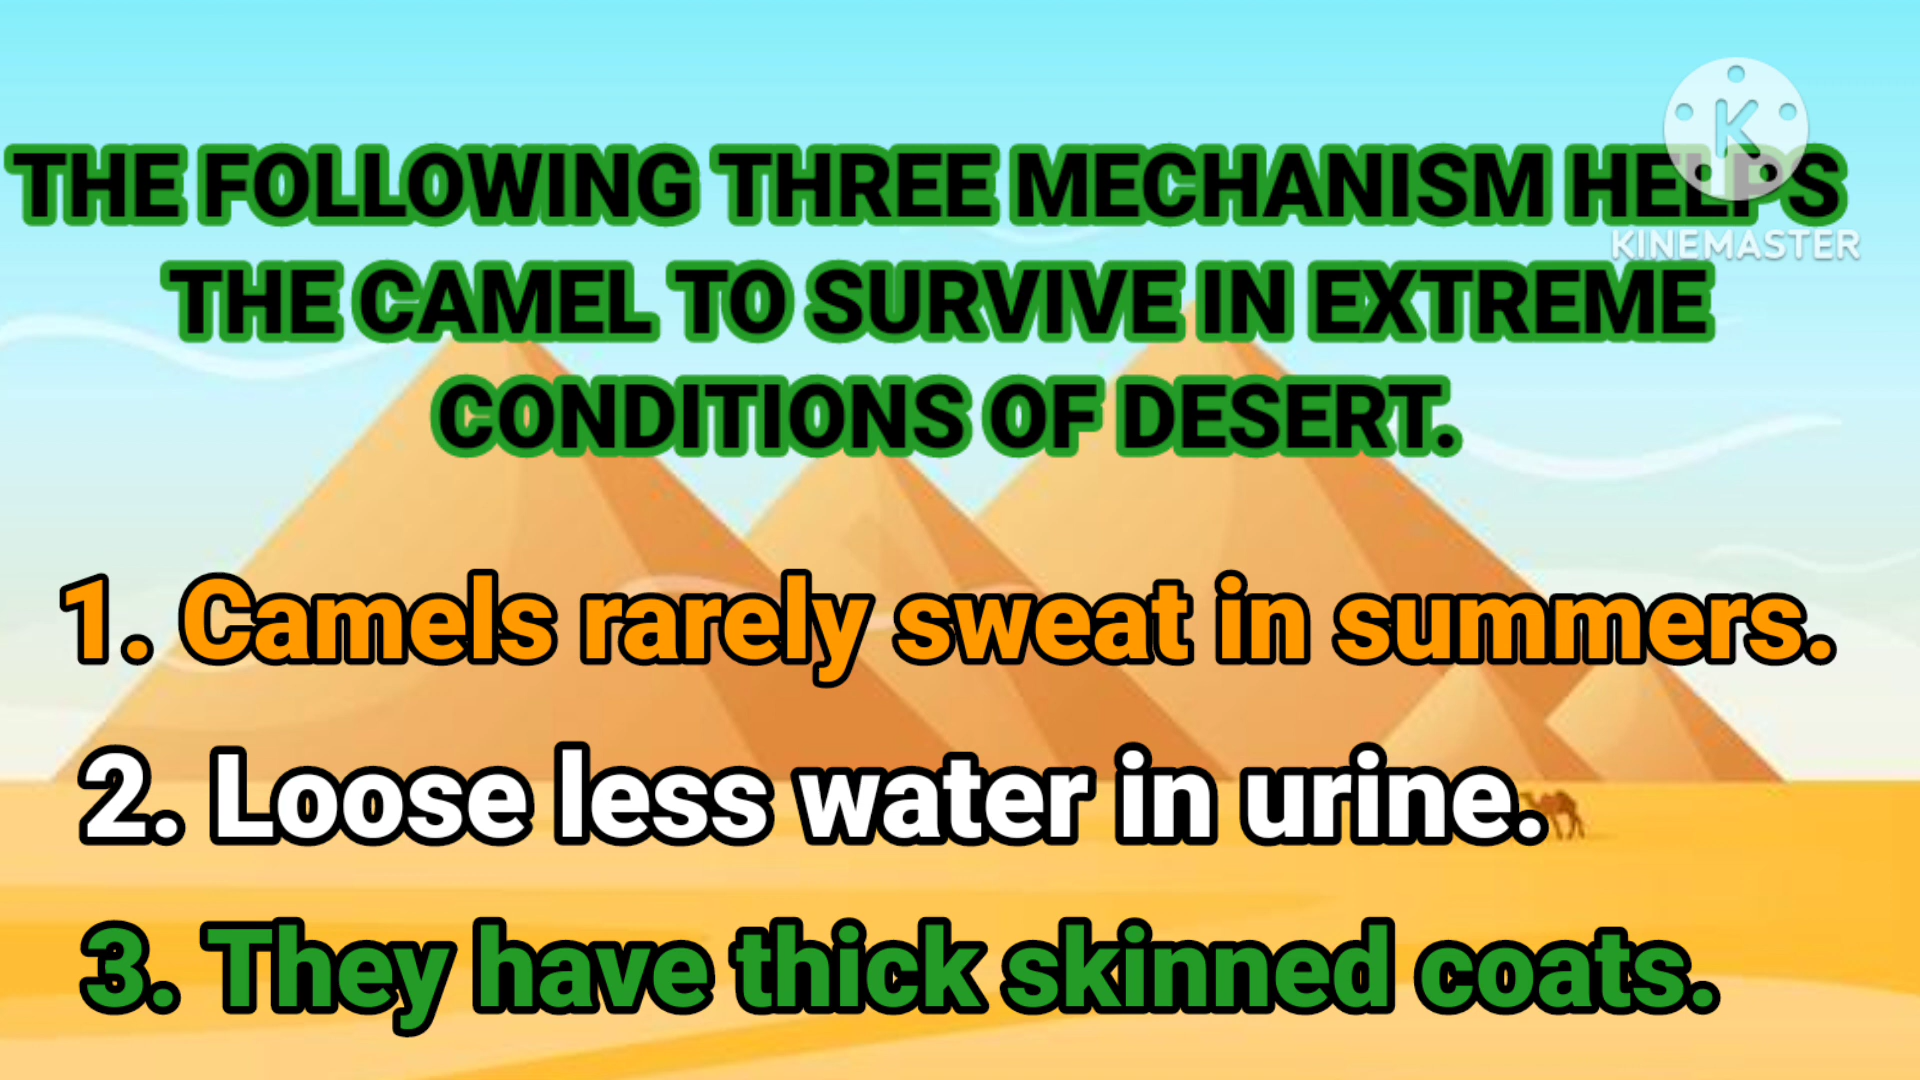 THE FOLLOWING THREE MECHANISM HELPS
THE CAMEL TO SURVIVE IN EXTREME
CONDITIONS OF DESERT.
K
KINEMASTER
1. Camels rarely sweat in summers.
2. Loose less water in urine.
3. They have thick skinned coats.